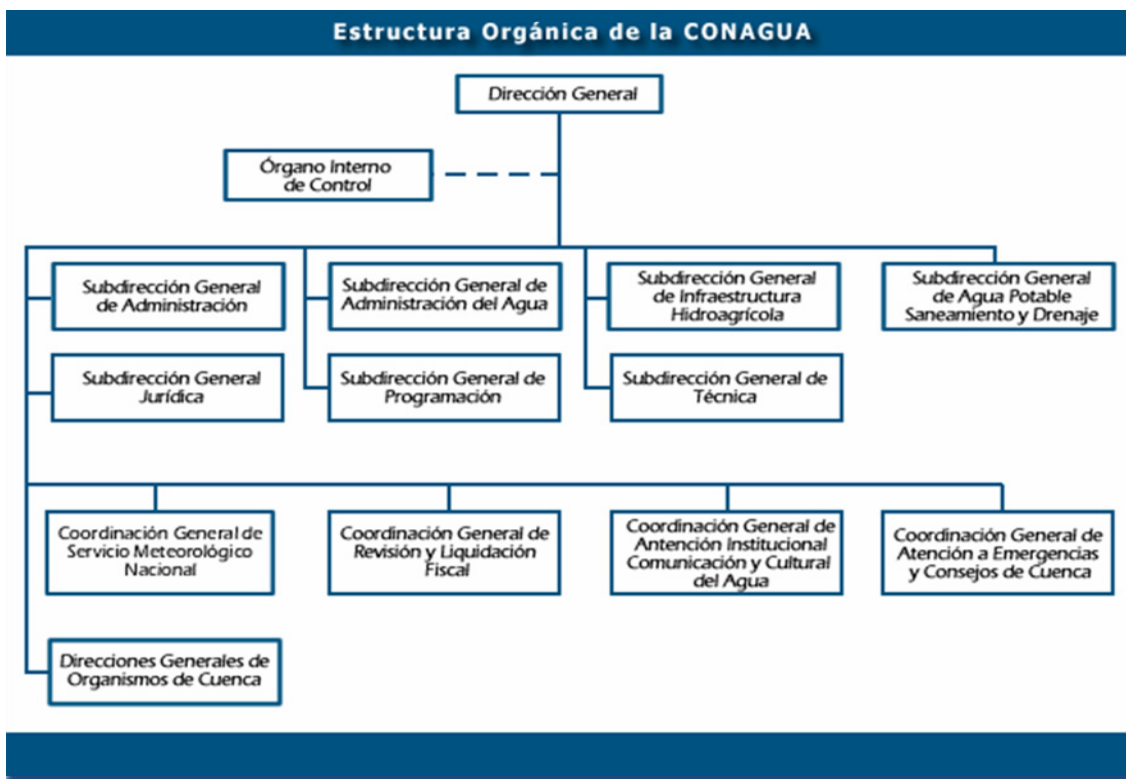 Estructura Orgánica de la CONAGUA
Dirección General
Órgano Interno
de Control
Subdirección General
de Administración
Subdirección General de
Administración del Agua
Subdirección General
de Infraestructura
Hidroagrícola
Subdirección General
de Agua Potable
Saneamiento y Drenaje
Subdirección General
Jurídica
Subdirección General de
Programación
Subdirección General de
Técnica
Coordinación General de
Servicio Meteorológico
Nacional
Coordinación General de
Revisión y Liquidación
Fiscal
Coordinación General de
Antención Institucional
Comunicación y Cultural
del Agua
Coordinación General de
Atención a Emergencias
y Consejos de Cuenca
Direcciones Generales de
Organismos de Cuenca